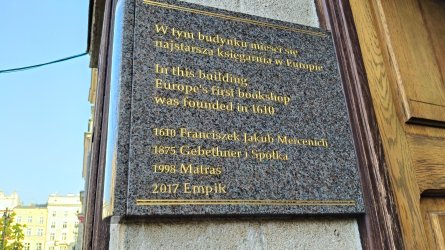 W tym budynku mieści się
najstarsza księgarnia w Europie
In this building
Europe's first bookshop
was founded in 1610
1610 Franciszek Jakub Mercenich
1875 Gebethner i Spółka
1998 Matras
2017 Empik